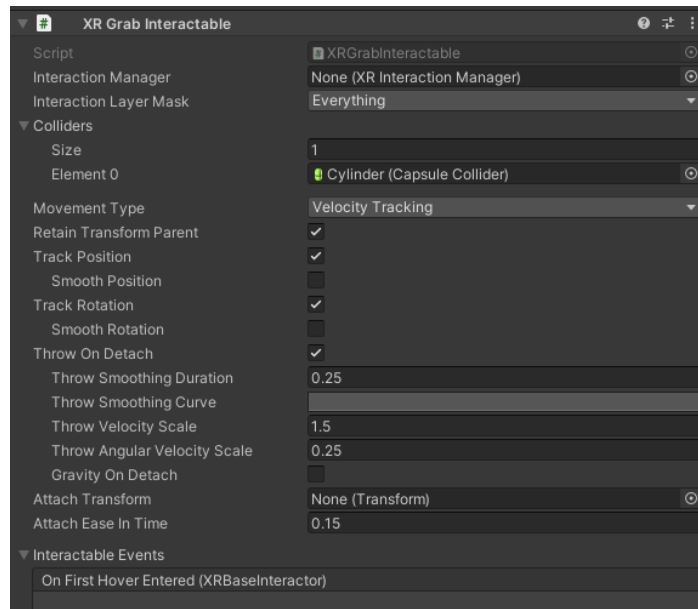 XR Grab Interactable
Script XRGrabInteractable
Interaction Manager None (XR Interaction Manager)
Interaction Layer Mask Everything
Colliders
Size 1
Element 0 Cylinder (Capsule Collider)
Movement Type Velocity Tracking
Retain Transform Parent
Track Position
Smooth Position
Track Rotation
Smooth Rotation
Throw On Detach
Throw Smoothing Duration 0.25
Throw Smoothing Curve
Throw Velocity Scale 1.5
Throw Angular Velocity Scale 0.25
Gravity On Detach
Attach Transform None (Transform)
Attach Ease In Time 0.15
Interactable Events
On First Hover Entered (XRBaseInteractor)